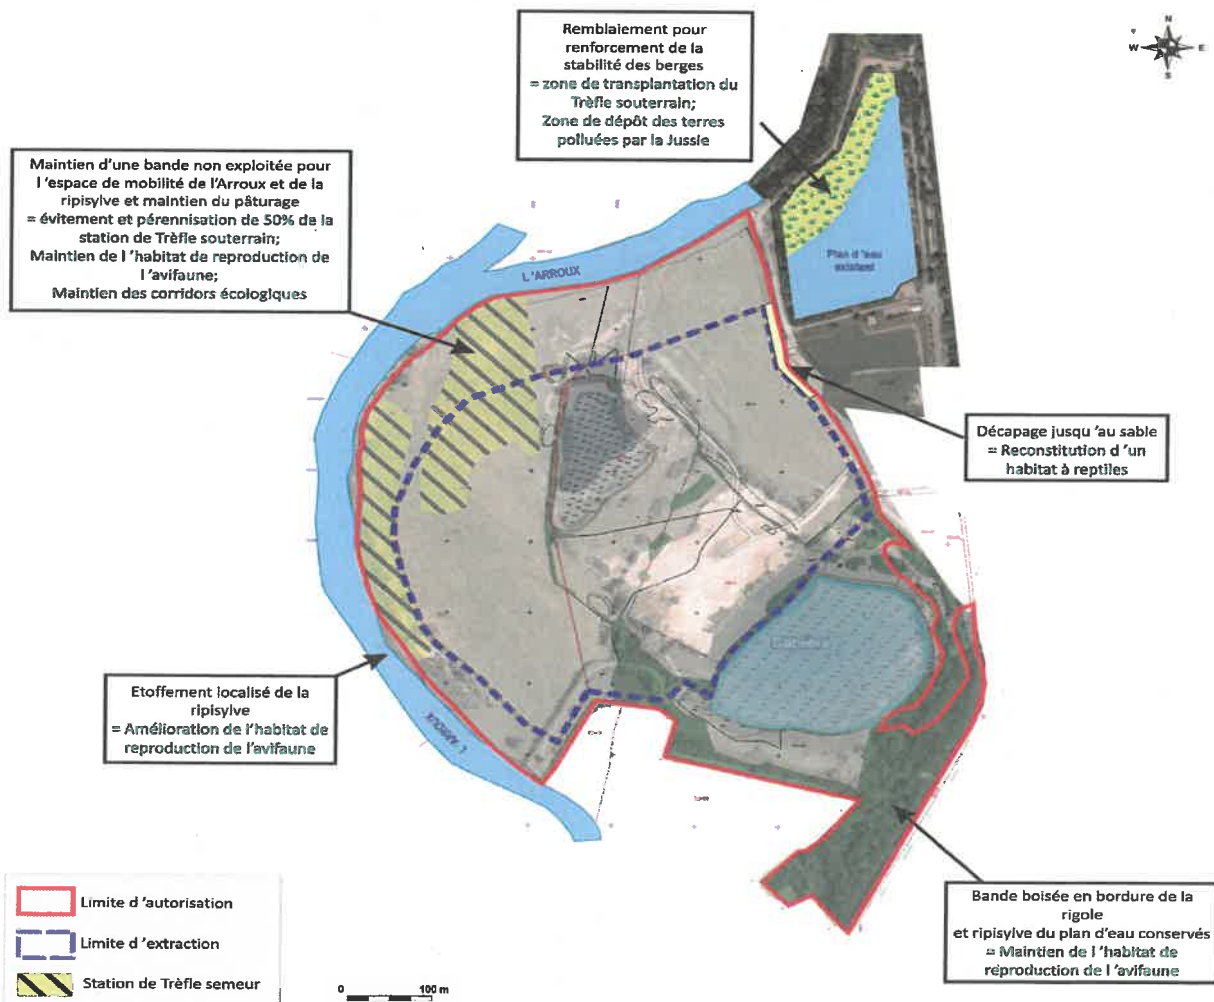 Remblaiement pour
renforcement de la
stabilité des berges
= zone de transplantation du
Trèfle souterrain;
Zone de dépôt des terres
polluées par la Jussie
N
W
E
S
Maintien d'une bande non exploitée pour
l 'espace de mobilité de l'Arroux et de la
ripisylve et maintien du pâturage
= évitement et pérennisation de 50% de la
station de Trèfle souterrain;
Maintien de l 'habitat de reproduction de
l 'avifaune;
Maintien des corridors écologiques
Plan d 'eau
existant
L 'ARROUX
Décapage jusqu 'au sable
= Reconstitution d 'un
habitat à reptiles
Etoffement localisé de la
ripisylve
= Amélioration de l'habitat de
reproduction de l'avifaune
L 'ARROUX
Bande boisée en bordure de la
rigole
et ripisylve du plan d'eau conservés
= Maintien de l 'habitat de
reproduction de l 'avifaune
Limite d 'autorisation
Limite d 'extraction
Station de Trèfle semeur
0 100 m